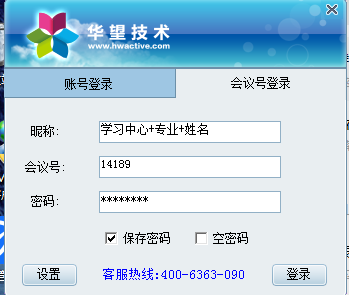 华望技术
www.hwactive.com
账号登录 会议号登录
昵称: 学习中心+专业+姓名
会议号: 14189
密码: ********
保存密码 空密码
设置 客服热线:400-6363-090 登录